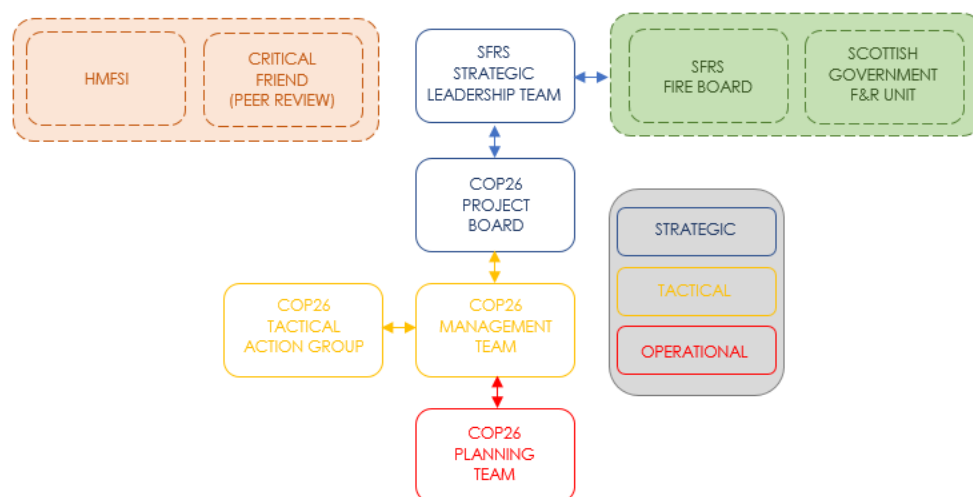 HMFSI
CRITICAL
FRIEND
(PEER REVIEW)
SFRS
STRATEGIC
LEADERSHIP TEAM
SFRS
FIRE BOARD
SCOTTISH
GOVERNMENT
F&R UNIT
COP26
PROJECT
BOARD
STRATEGIC
TACTICAL
OPERATIONAL
COP26
TACTICAL
ACTION GROUP
COP26
MANAGEMENT
TEAM
COP26
PLANNING
TEAM